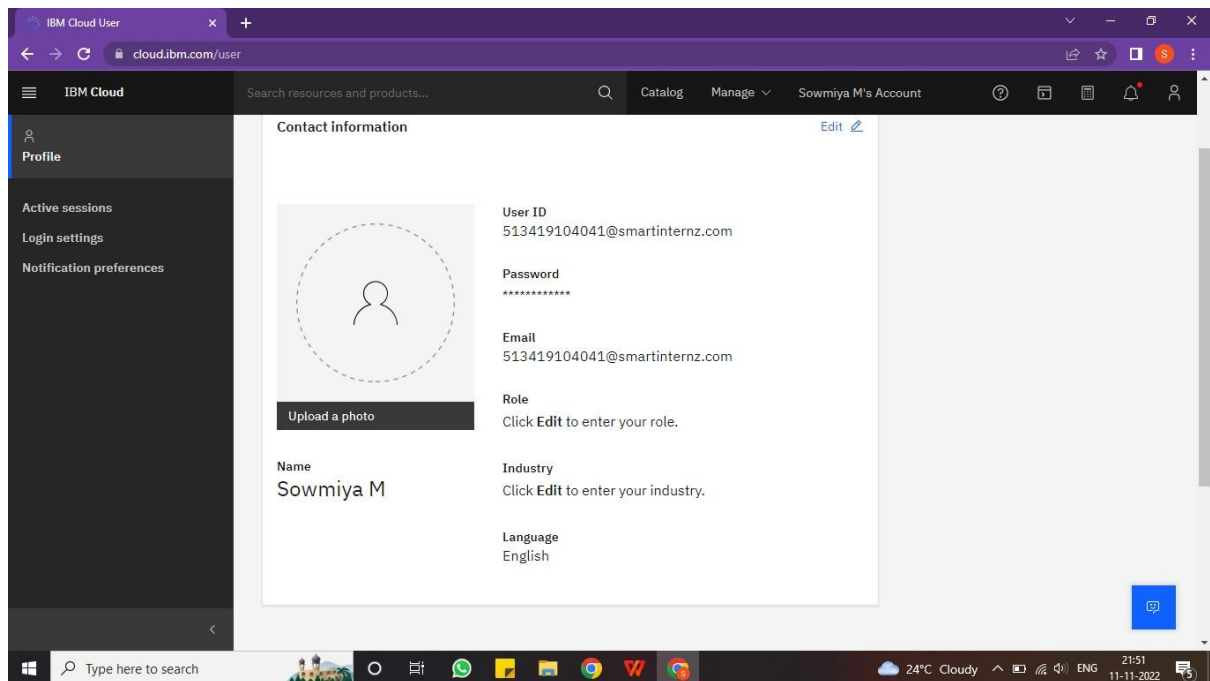 IBM Cloud User
cloud.ibm.com/user
IBM Cloud
Search resources and products...
Catalog
Manage
Sowmiya M's Account
Profile
Active sessions
Login settings
Notification preferences
Contact information
Edit
Upload a photo
Name
Sowmiya M
User ID
513419104041@smartinternz.com
Password
************
Email
513419104041@smartinternz.com
Role
Click Edit to enter your role.
Industry
Click Edit to enter your industry.
Language
English
Type here to search
24°C Cloudy
ENG
21:51
11-11-2022
5
S